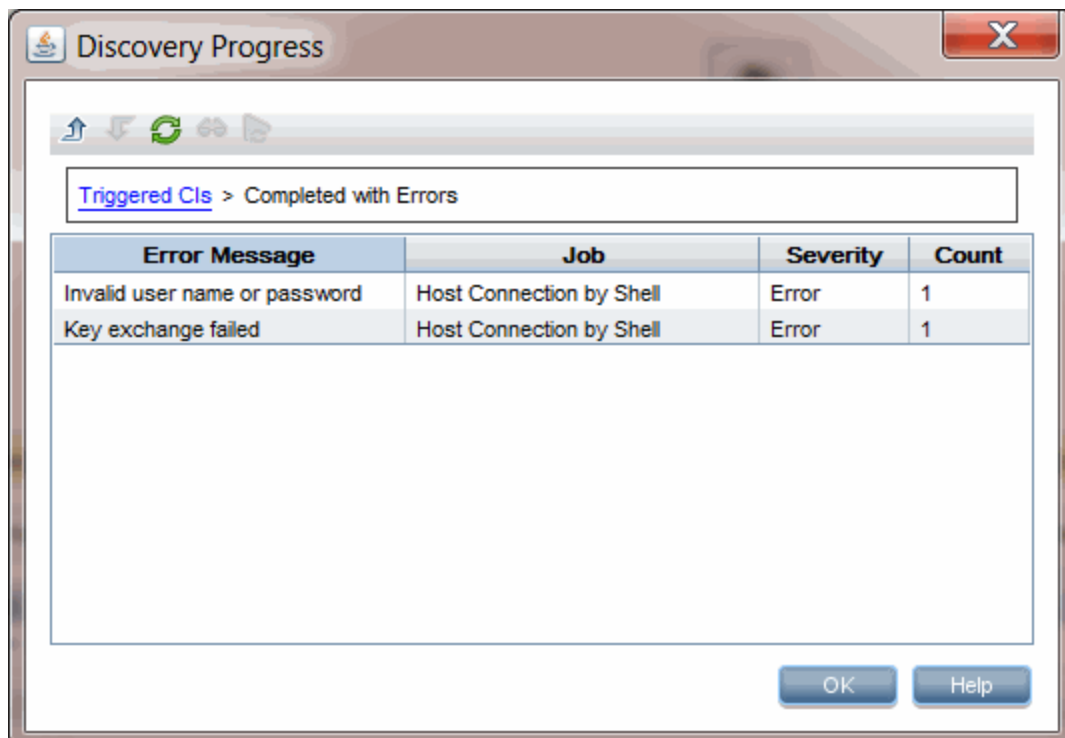 Discovery Progress
Triggered CIs > Completed with Errors
Error Message Job Severity Count
Invalid user name or password Host Connection by Shell Error 1
Key exchange failed Host Connection by Shell Error 1
OK Help